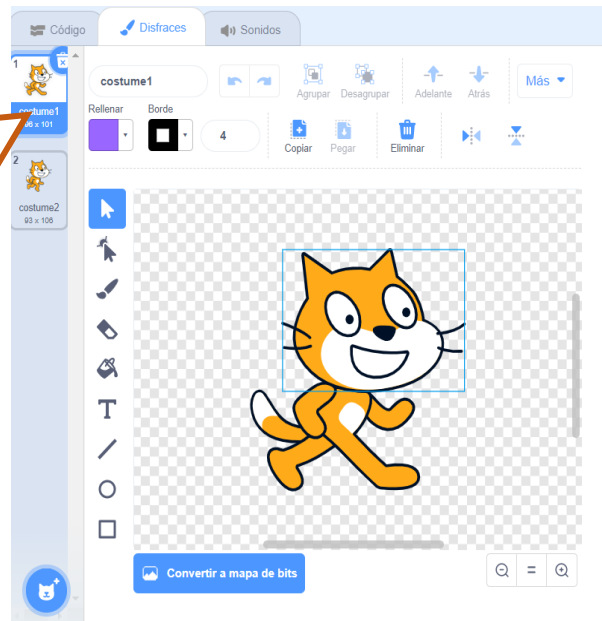 Código
Disfraces
Sonidos
1
costume1
96 x 101
2
costume2
93 x 106
costume1
Agrupar
Desagrupar
Adelante
Atrás
Más
Rellenar
Borde
4
Copiar
Pegar
Eliminar
T
Convertir a mapa de bits
=